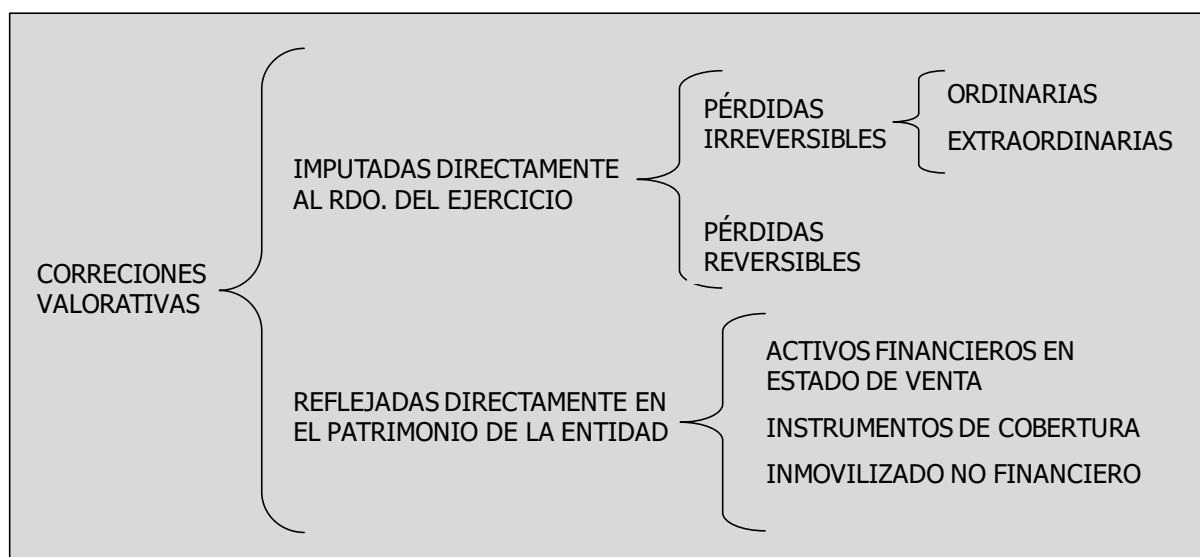 CORRECIONES
VALORATIVAS
IMPUTADAS DIRECTAMENTE
AL RDO. DEL EJERCICIO
PÉRDIDAS
IRREVERSIBLES
ORDINARIAS
EXTRAORDINARIAS
PÉRDIDAS
REVERSIBLES
REFLEJADAS DIRECTAMENTE EN
EL PATRIMONIO DE LA ENTIDAD
ACTIVOS FINANCIEROS EN
ESTADO DE VENTA
INSTRUMENTOS DE COBERTURA
INMOVILIZADO NO FINANCIERO